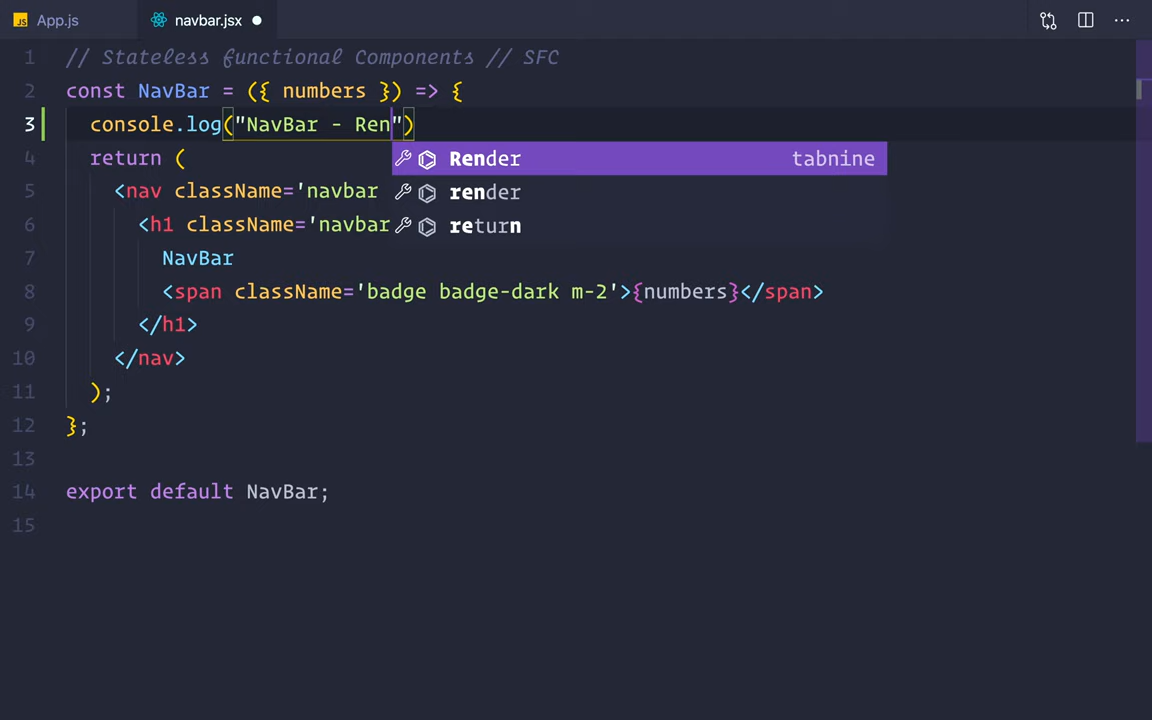 JS App.js navbar.jsx
1 // Stateless functional Components // SFC
2 const NavBar = ({ numbers }) => {
3 console.log("NavBar - Ren")
4 return ( Render tabnine
5 <nav className='navbar render
6 <h1 className='navbar return
7 NavBar
8 <span className='badge badge-dark m-2'>{numbers}</span>
9 </h1>
10 </nav>
11 );
12 };
13
14 export default NavBar;
15